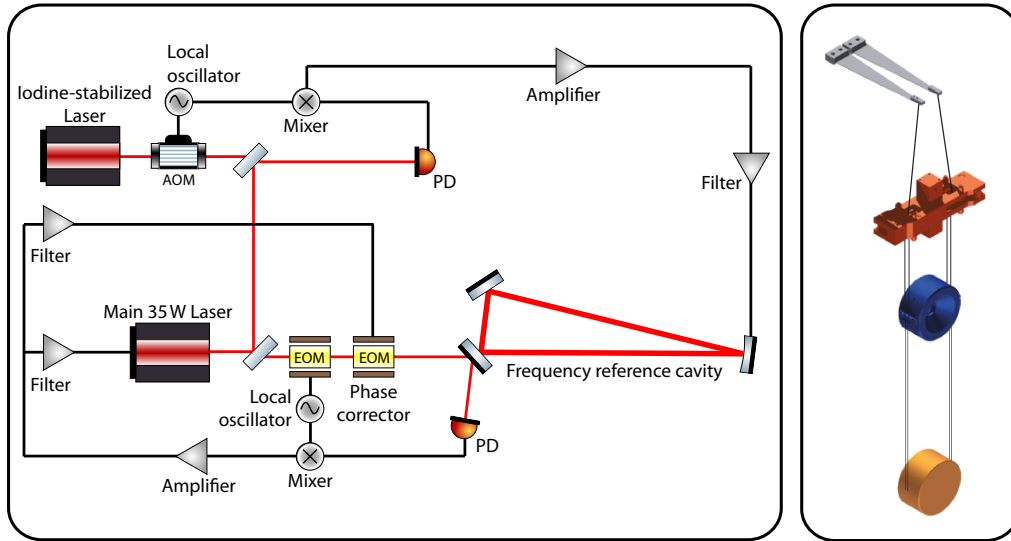 Local
oscillator
Iodine-stabilized
Laser
Mixer
Amplifier
AOM
PD
Filter
Filter
Main 35 W Laser
Filter
EOM
EOM
Frequency reference cavity
Local
oscillator
Phase
corrector
PD
Amplifier
Mixer